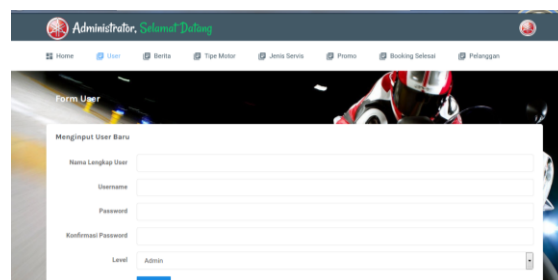 Administrator, Selamat Datang
Home User Berita Tipe Motor Jenis Servis Promo Booking Selesai Pelanggan
Form User
Menginput User Baru
Nama Lengkap User
Username
Password
Konfirmasi Password
Level Admin